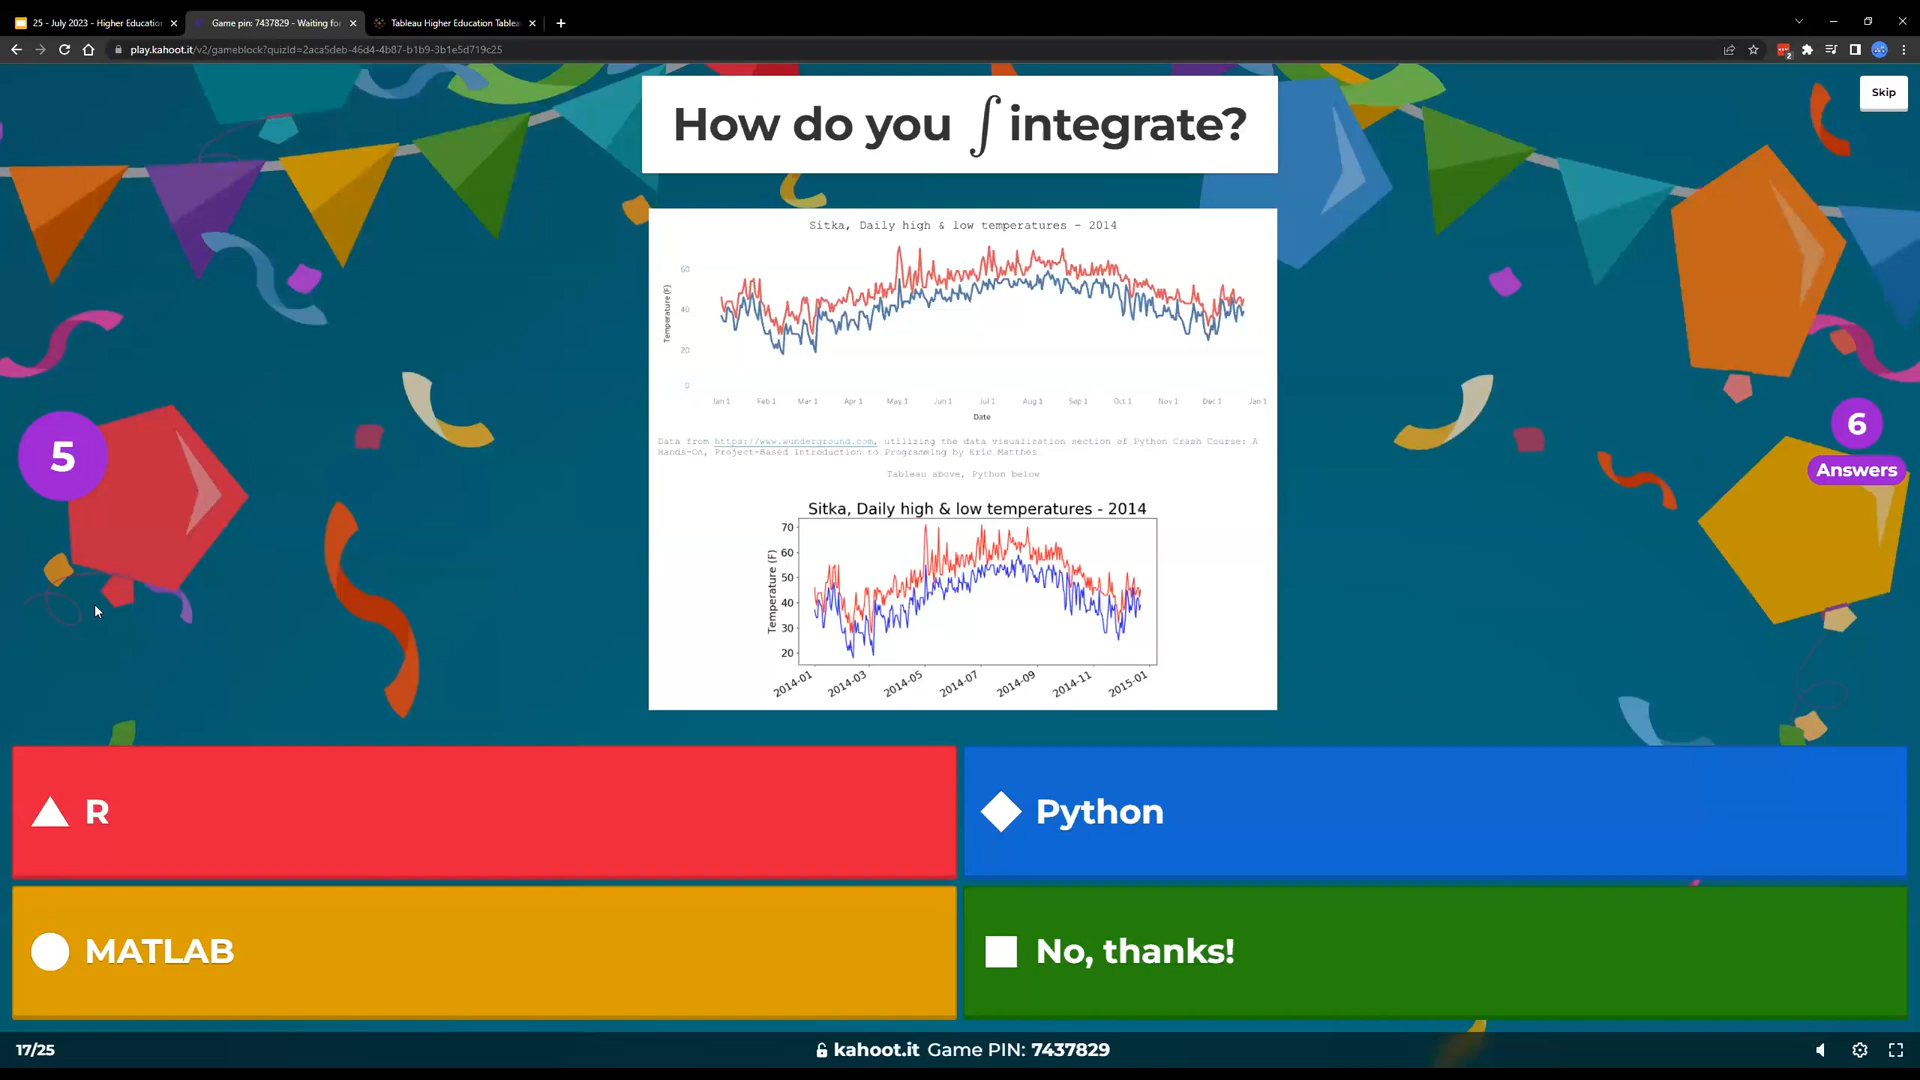 25 - July 2023 - Higher Education
Game pin: 7437829 - Waiting for
Tableau Higher Education Tablea
play.kahoot.it/v2/gameblock?quizId=2aca5deb-46d4-4b87-b1b9-3b1e5d719c25
2
Skip
How do you ∫ integrate?
Sitka, Daily high & low temperatures - 2014
Temperature (F)
60
40
20
0
Jan 1 Feb 1 Mar 1 Apr 1 May 1 Jun 1 Jul 1 Aug 1 Sep 1 Oct 1 Nov 1 Dec 1 Jan 1
Date
Data from https://www.wunderground.com, utilizing the data visualization section of Python Crash Course: A
Hands-On, Project-Based Introduction to Programming by Eric Matthes
Tableau above, Python below
Sitka, Daily high & low temperatures - 2014
Temperature (F)
70
60
50
40
30
20
2014-01 2014-03 2014-05 2014-07 2014-09 2014-11 2015-01
5
6
Answers
R
Python
MATLAB
No, thanks!
17/25
kahoot.it Game PIN: 7437829